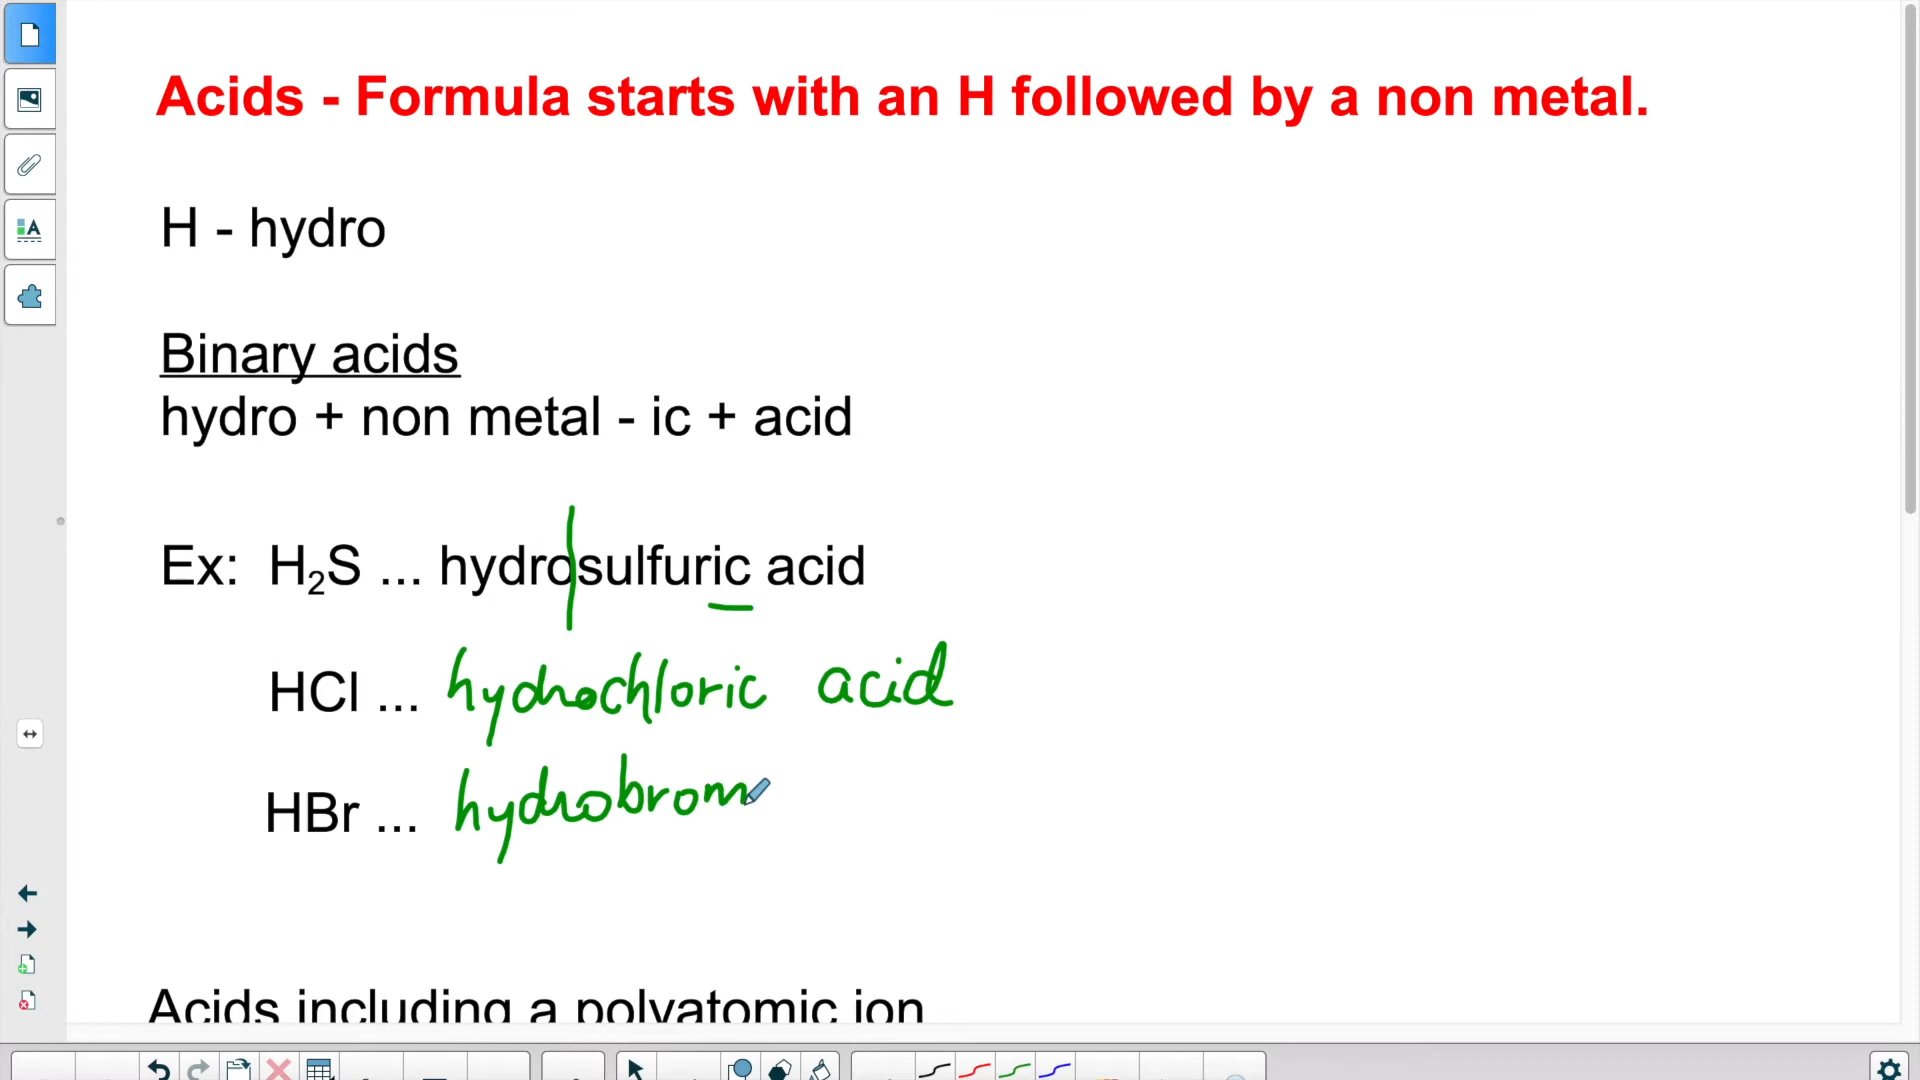 Acids - Formula starts with an H followed by a non metal.
H - hydro
Binary acids
hydro + non metal - ic + acid
Ex: H₂S ... hydrosulfuric acid
HCl ... hydrochloric acid
HBr ... hydrobrom
Acids including a polyatomic ion